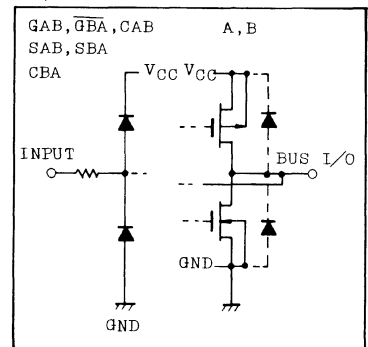 GAB, G̅B̅A̅, CAB A, B
SAB, SBA
CBA
VCC VCC
INPUT
BUS I/O
GND
GND